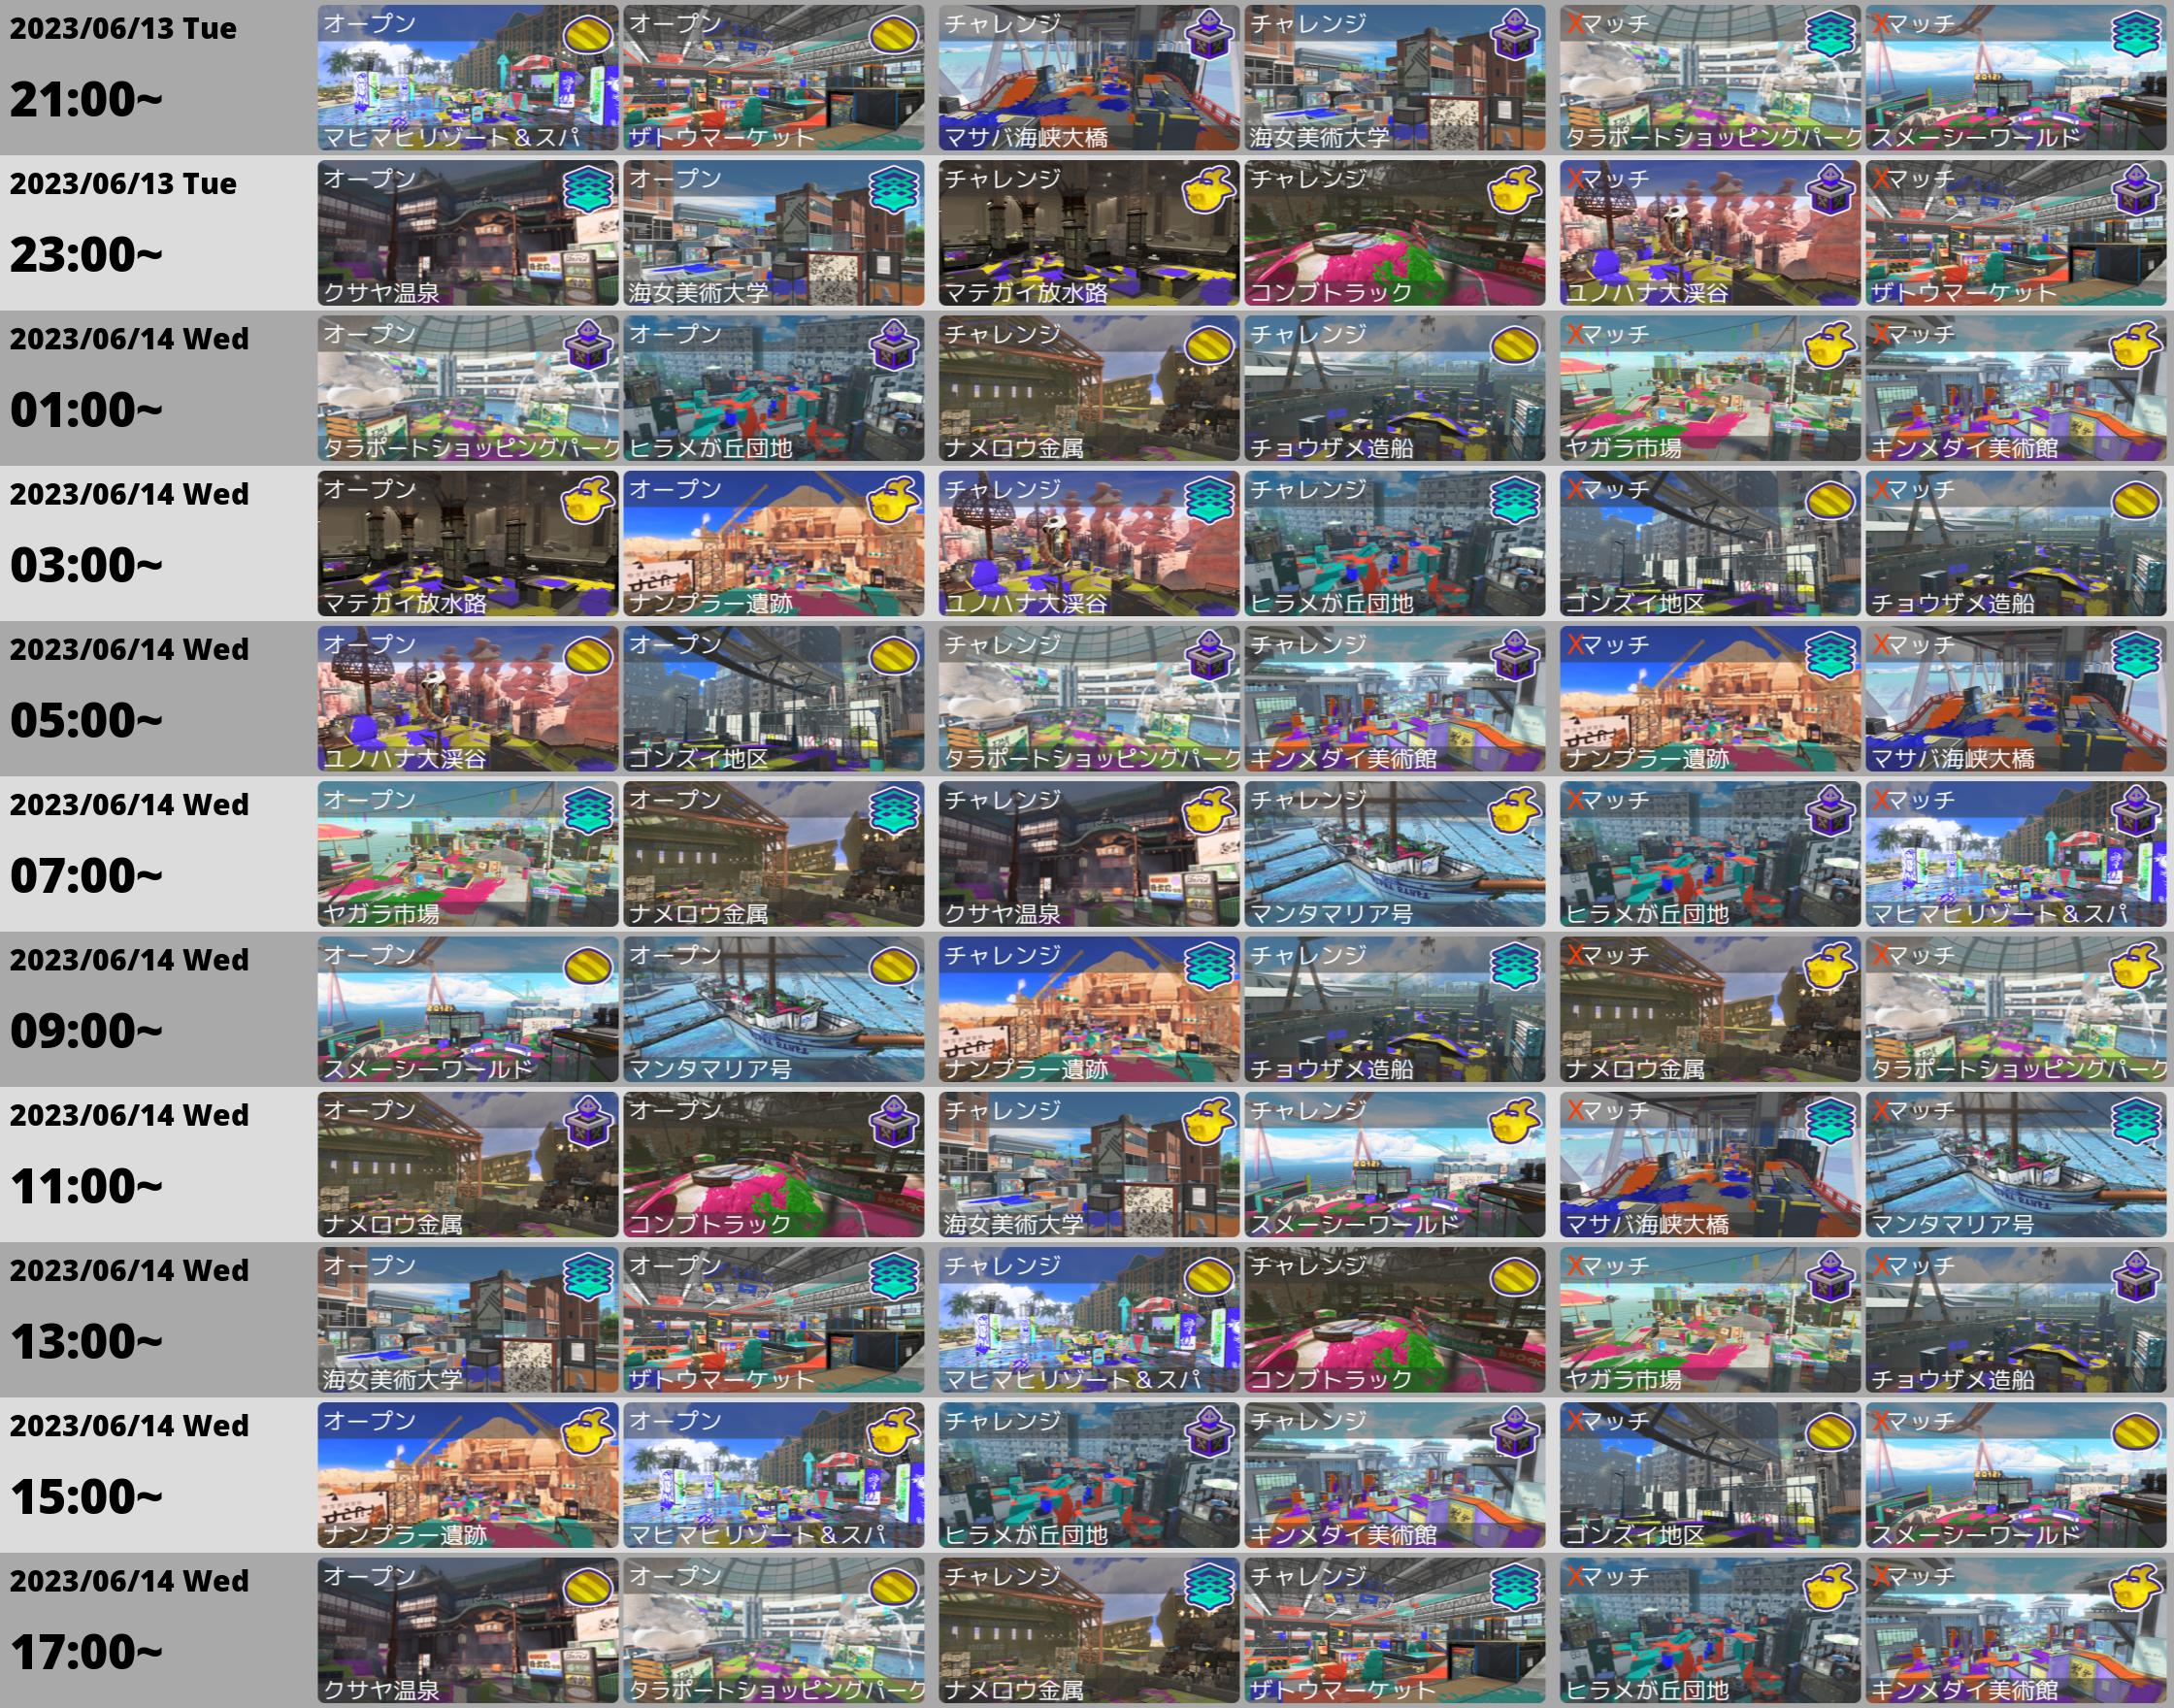 2023/06/13 Tue
21:00~
オープン
マヒマヒリゾート＆スパ
オープン
ザトウマーケット
チャレンジ
マサバ海峡大橋
チャレンジ
海女美術大学
Xマッチ
タラポートショッピングパーク
Xマッチ
スメーシーワールド
2023/06/13 Tue
23:00~
オープン
クサヤ温泉
オープン
海女美術大学
チャレンジ
マテガイ放水路
チャレンジ
コンブトラック
Xマッチ
ユノハナ大渓谷
Xマッチ
ザトウマーケット
2023/06/14 Wed
01:00~
オープン
タラポートショッピングパーク
オープン
ヒラメが丘団地
チャレンジ
ナメロウ金属
チャレンジ
チョウザメ造船
Xマッチ
ヤガラ市場
Xマッチ
キンメダイ美術館
2023/06/14 Wed
03:00~
オープン
マテガイ放水路
オープン
ナンプラー遺跡
チャレンジ
ユノハナ大渓谷
チャレンジ
ヒラメが丘団地
Xマッチ
ゴンズイ地区
Xマッチ
チョウザメ造船
2023/06/14 Wed
05:00~
オープン
ユノハナ大渓谷
オープン
ゴンズイ地区
チャレンジ
タラポートショッピングパーク
チャレンジ
キンメダイ美術館
Xマッチ
ナンプラー遺跡
Xマッチ
マサバ海峡大橋
2023/06/14 Wed
07:00~
オープン
ヤガラ市場
オープン
ナメロウ金属
チャレンジ
クサヤ温泉
チャレンジ
マンタマリア号
Xマッチ
ヒラメが丘団地
Xマッチ
マヒマヒリゾート＆スパ
2023/06/14 Wed
09:00~
オープン
スメーシーワールド
オープン
マンタマリア号
チャレンジ
ナンプラー遺跡
チャレンジ
チョウザメ造船
Xマッチ
ナメロウ金属
Xマッチ
タラポートショッピングパーク
2023/06/14 Wed
11:00~
オープン
ナメロウ金属
オープン
コンブトラック
チャレンジ
海女美術大学
チャレンジ
スメーシーワールド
Xマッチ
マサバ海峡大橋
Xマッチ
マンタマリア号
2023/06/14 Wed
13:00~
オープン
海女美術大学
オープン
ザトウマーケット
チャレンジ
マヒマヒリゾート＆スパ
チャレンジ
コンブトラック
Xマッチ
ヤガラ市場
Xマッチ
チョウザメ造船
2023/06/14 Wed
15:00~
オープン
ナンプラー遺跡
オープン
マヒマヒリゾート＆スパ
チャレンジ
ヒラメが丘団地
チャレンジ
キンメダイ美術館
Xマッチ
ゴンズイ地区
Xマッチ
スメーシーワールド
2023/06/14 Wed
17:00~
オープン
クサヤ温泉
オープン
タラポートショッピングパーク
チャレンジ
ナメロウ金属
チャレンジ
ザトウマーケット
Xマッチ
ヒラメが丘団地
Xマッチ
キンメダイ美術館